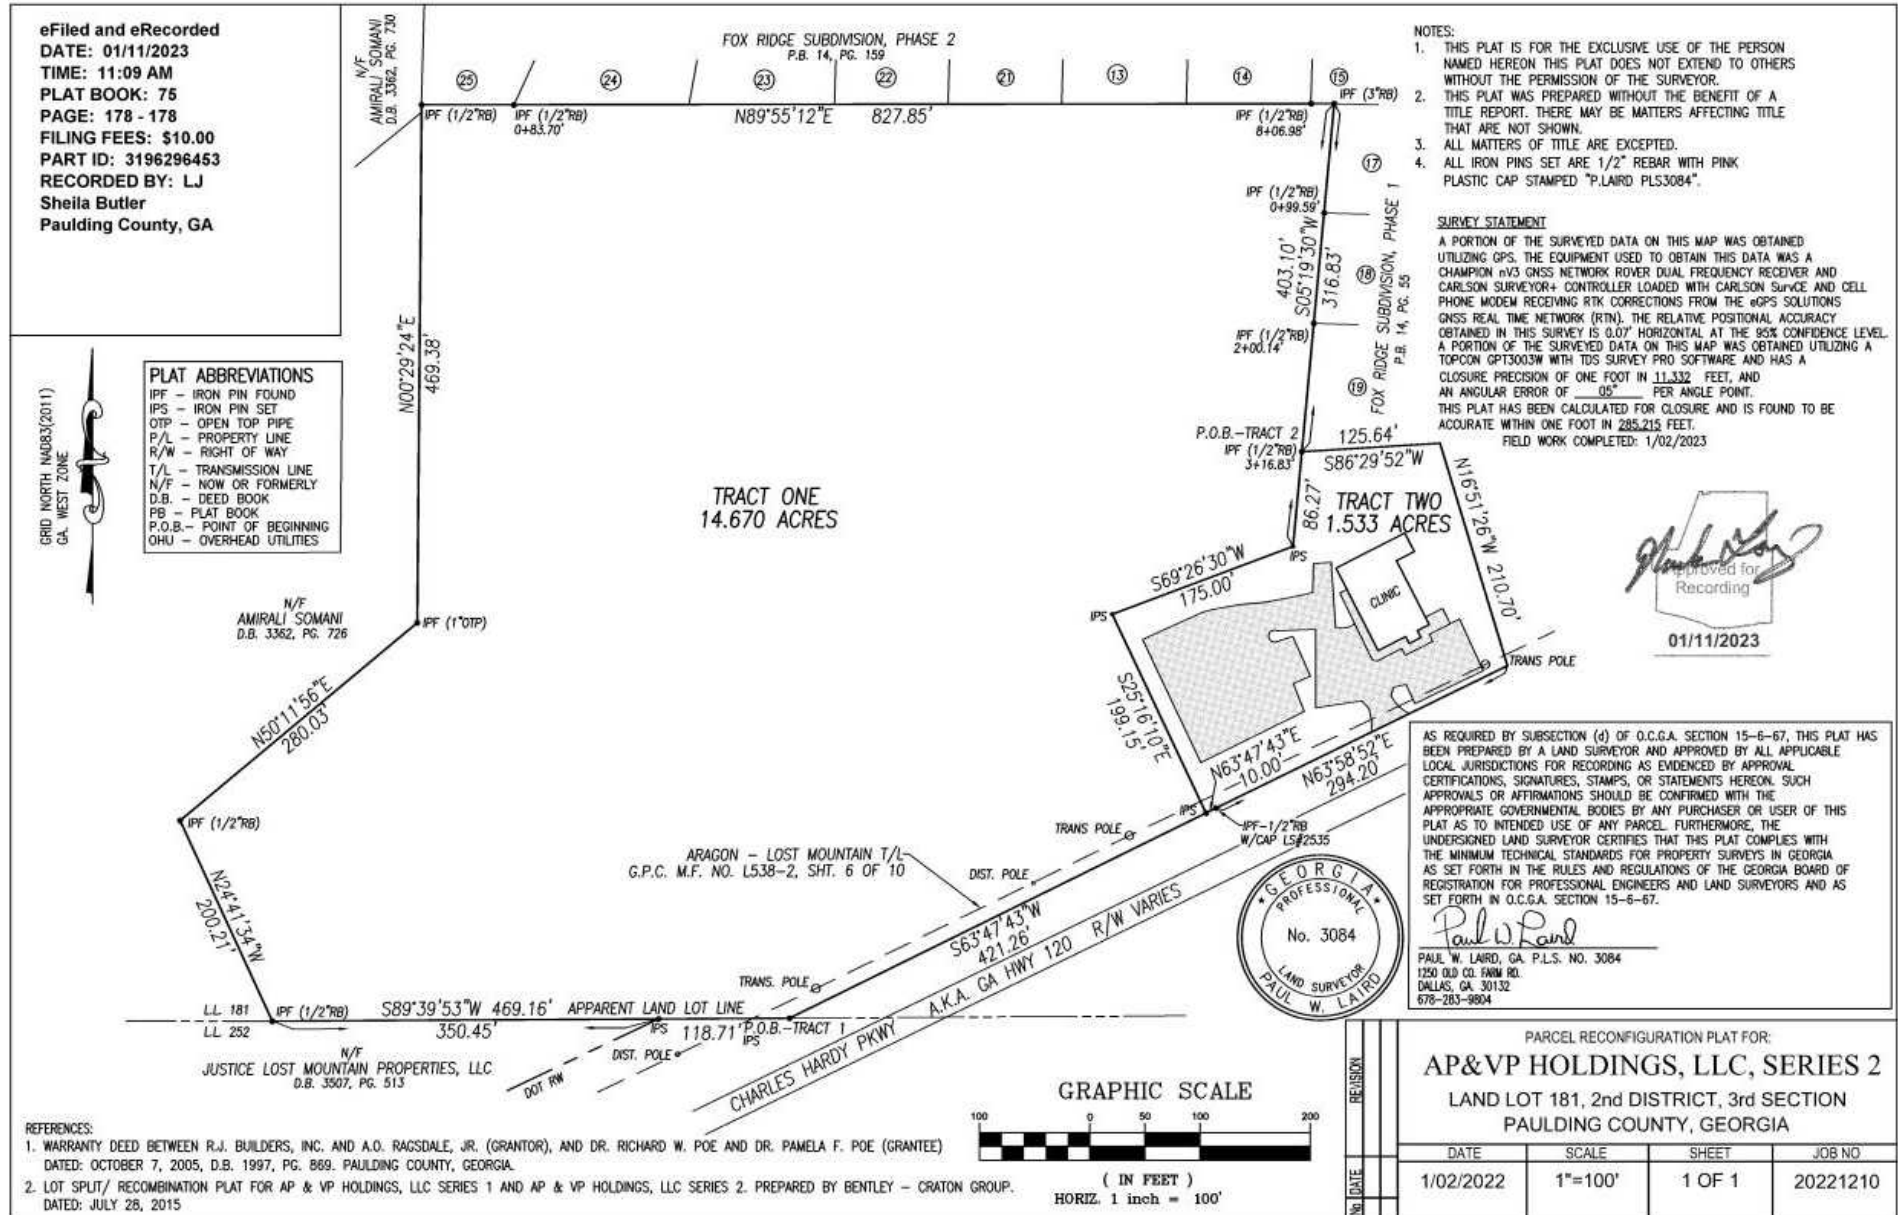 eFiled and eRecorded
DATE: 01/11/2023
TIME: 11:09 AM
PLAT BOOK: 75
PAGE: 178 - 178
FILING FEES: $10.00
PART ID: 3196296453
RECORDED BY: LJ
Sheila Butler
Paulding County, GA
N/F
AMIRALI SOMANI
D.B. 3362, PG. 730
FOX RIDGE SUBDIVISION, PHASE 2
P.B. 14, PG. 159
25
24
23
22
21
13
14
15
IPF (1/2"RB)
IPF (1/2"RB)
0+83.70'
N89°55'12"E 827.85'
IPF (1/2"RB)
8+06.98'
IPF (3"RB)
NOTES:
1. THIS PLAT IS FOR THE EXCLUSIVE USE OF THE PERSON
NAMED HEREON THIS PLAT DOES NOT EXTEND TO OTHERS
WITHOUT THE PERMISSION OF THE SURVEYOR.
2. THIS PLAT WAS PREPARED WITHOUT THE BENEFIT OF A
TITLE REPORT. THERE MAY BE MATTERS AFFECTING TITLE
THAT ARE NOT SHOWN.
3. ALL MATTERS OF TITLE ARE EXCEPTED.
4. ALL IRON PINS SET ARE 1/2" REBAR WITH PINK
PLASTIC CAP STAMPED "P.LAIRD PLS3084".
SURVEY STATEMENT
A PORTION OF THE SURVEYED DATA ON THIS MAP WAS OBTAINED
UTILIZING GPS. THE EQUIPMENT USED TO OBTAIN THIS DATA WAS A
CHAMPION nV3 GNSS NETWORK ROVER DUAL FREQUENCY RECEIVER AND
CARLSON SURVEYOR+ CONTROLLER LOADED WITH CARLSON SurvCE AND CELL
PHONE MODEM RECEIVING RTK CORRECTIONS FROM THE eGPS SOLUTIONS
GNSS REAL TIME NETWORK (RTN). THE RELATIVE POSITIONAL ACCURACY
OBTAINED IN THIS SURVEY IS 0.07' HORIZONTAL AT THE 95% CONFIDENCE LEVEL.
A PORTION OF THE SURVEYED DATA ON THIS MAP WAS OBTAINED UTILIZING A
TOPCON GPT3003W WITH TDS SURVEY PRO SOFTWARE AND HAS A
CLOSURE PRECISION OF ONE FOOT IN 11,332 FEET, AND
AN ANGULAR ERROR OF 05" PER ANGLE POINT.
THIS PLAT HAS BEEN CALCULATED FOR CLOSURE AND IS FOUND TO BE
ACCURATE WITHIN ONE FOOT IN 285,215 FEET.
FIELD WORK COMPLETED: 1/02/2023
17
IPF (1/2"RB)
0+99.59'
403.10'
S05°19'30"W
316.83'
18
FOX RIDGE SUBDIVISION, PHASE 1
P.B. 14, PG. 55
IPF (1/2"RB)
2+00.14'
19
GRID NORTH NAD83(2011)
GA. WEST ZONE
PLAT ABBREVIATIONS
IPF - IRON PIN FOUND
IPS - IRON PIN SET
OTP - OPEN TOP PIPE
P/L - PROPERTY LINE
R/W - RIGHT OF WAY
T/L - TRANSMISSION LINE
N/F - NOW OR FORMERLY
D.B. - DEED BOOK
PB - PLAT BOOK
P.O.B.- POINT OF BEGINNING
OHU - OVERHEAD UTILITIES
N00°29'24"E
469.38'
P.O.B.-TRACT 2
IPF (1/2"RB)
3+16.83'
125.64'
S86°29'52"W
N16°51'26"W 210.70'
TRACT ONE
14.670 ACRES
86.27'
TRACT TWO
1.533 ACRES
IPS
S69°26'30"W
175.00'
CLINIC
IPS
TRANS POLE
Approved for
Recording
01/11/2023
N/F
AMIRALI SOMANI
D.B. 3362, PG. 726
IPF (1"OTP)
N50°11'56"E
280.03'
S25°16'10"E
199.15'
N63°47'43"E
10.00'
N63°58'52"E
294.20'
IPF (1/2"RB)
IPS
IPF-1/2"RB
W/CAP LS#2535
TRANS POLE
ARAGON - LOST MOUNTAIN T/L
G.P.C. M.F. NO. L538-2, SHT. 6 OF 10
DIST. POLE
N24°41'34"W
200.21'
S63°47'43"W
421.26'
CHARLES HARDY PKWY A.K.A. GA HWY 120 R/W VARIES
TRANS. POLE
AS REQUIRED BY SUBSECTION (d) OF O.C.G.A. SECTION 15-6-67, THIS PLAT HAS
BEEN PREPARED BY A LAND SURVEYOR AND APPROVED BY ALL APPLICABLE
LOCAL JURISDICTIONS FOR RECORDING AS EVIDENCED BY APPROVAL
CERTIFICATIONS, SIGNATURES, STAMPS, OR STATEMENTS HEREON. SUCH
APPROVALS OR AFFIRMATIONS SHOULD BE CONFIRMED WITH THE
APPROPRIATE GOVERNMENTAL BODIES BY ANY PURCHASER OR USER OF THIS
PLAT AS TO INTENDED USE OF ANY PARCEL. FURTHERMORE, THE
UNDERSIGNED LAND SURVEYOR CERTIFIES THAT THIS PLAT COMPLIES WITH
THE MINIMUM TECHNICAL STANDARDS FOR PROPERTY SURVEYS IN GEORGIA
AS SET FORTH IN THE RULES AND REGULATIONS OF THE GEORGIA BOARD OF
REGISTRATION FOR PROFESSIONAL ENGINEERS AND LAND SURVEYORS AND AS
SET FORTH IN O.C.G.A. SECTION 15-6-67.
Paul W. Laird
PAUL W. LAIRD, GA. P.L.S. NO. 3084
1250 OLD CO. FARM RD.
DALLAS, GA. 30132
678-283-9804
GEORGIA
PROFESSIONAL
No. 3084
LAND SURVEYOR
PAUL W. LAIRD
L.L. 181
L.L. 252
IPF (1/2"RB)
S89°39'53"W 469.16' APPARENT LAND LOT LINE
350.45'
IPS
118.71'
P.O.B.-TRACT 1
IPS
N/F
JUSTICE LOST MOUNTAIN PROPERTIES, LLC
D.B. 3507, PG. 513
DIST. POLE
DOT RW
GRAPHIC SCALE
100 0 50 100 200
( IN FEET )
HORIZ. 1 inch = 100'
REFERENCES:
1. WARRANTY DEED BETWEEN R.J. BUILDERS, INC. AND A.O. RAGSDALE, JR. (GRANTOR), AND DR. RICHARD W. POE AND DR. PAMELA F. POE (GRANTEE)
DATED: OCTOBER 7, 2005, D.B. 1997, PG. 869. PAULDING COUNTY, GEORGIA.
2. LOT SPLIT/ RECOMBINATION PLAT FOR AP & VP HOLDINGS, LLC SERIES 1 AND AP & VP HOLDINGS, LLC SERIES 2. PREPARED BY BENTLEY - CRATON GROUP.
DATED: JULY 28, 2015
REVISION
No DATE
PARCEL RECONFIGURATION PLAT FOR:
AP&VP HOLDINGS, LLC, SERIES 2
LAND LOT 181, 2nd DISTRICT, 3rd SECTION
PAULDING COUNTY, GEORGIA
DATE SCALE SHEET JOB NO
1/02/2022 1"=100' 1 OF 1 20221210